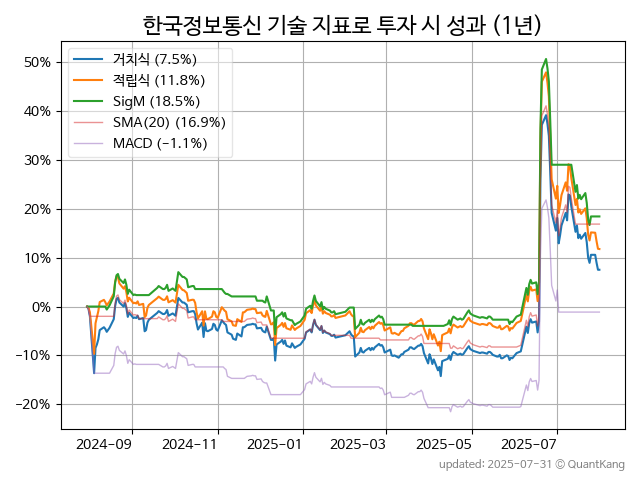 한국정보통신 기술 지표로 투자 시 성과 (1년)
거치식 (7.5%)
적립식 (11.8%)
SigM (18.5%)
SMA(20) (16.9%)
MACD (−1.1%)
50%
40%
30%
20%
10%
0%
−10%
−20%
2024-09
2024-11
2025-01
2025-03
2025-05
2025-07
updated: 2025-07-31 © QuantKang